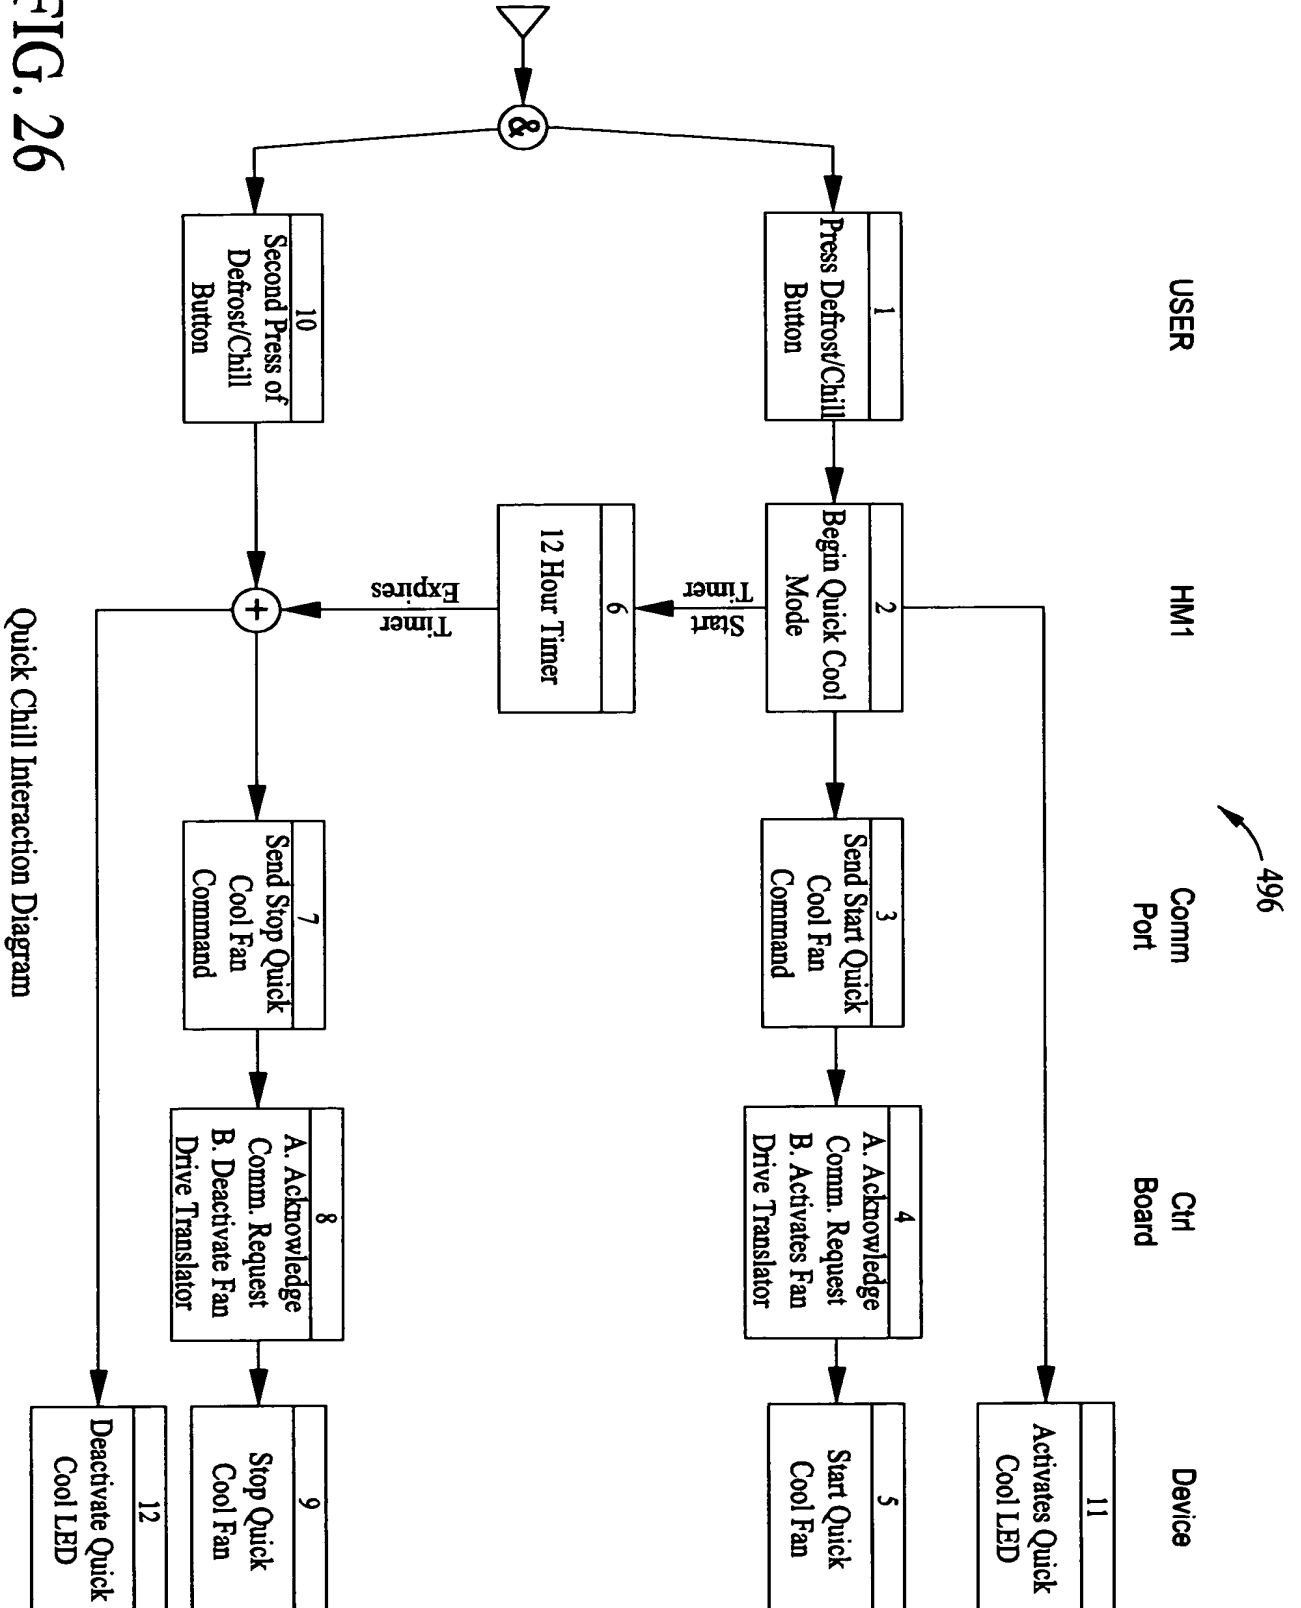 496
USER
HM1
Comm
Port
Ctrl
Board
Device
11
Activates Quick
Cool LED
1
Press Defrost/Chill
Button
2
Begin Quick Cool
Mode
3
Send Start Quick
Cool Fan
Command
4
A. Acknowledge
Comm. Request
B. Activates Fan
Drive Translator
5
Start Quick
Cool Fan
Start
Timer
6
12 Hour Timer
Timer
Expires
&
10
Second Press of
Defrost/Chill
Button
+
7
Send Stop Quick
Cool Fan
Command
8
A. Acknowledge
Comm. Request
B. Deactivate Fan
Drive Translator
9
Stop Quick
Cool Fan
12
Deactivate Quick
Cool LED
Quick Chill Interaction Diagram
FIG. 26